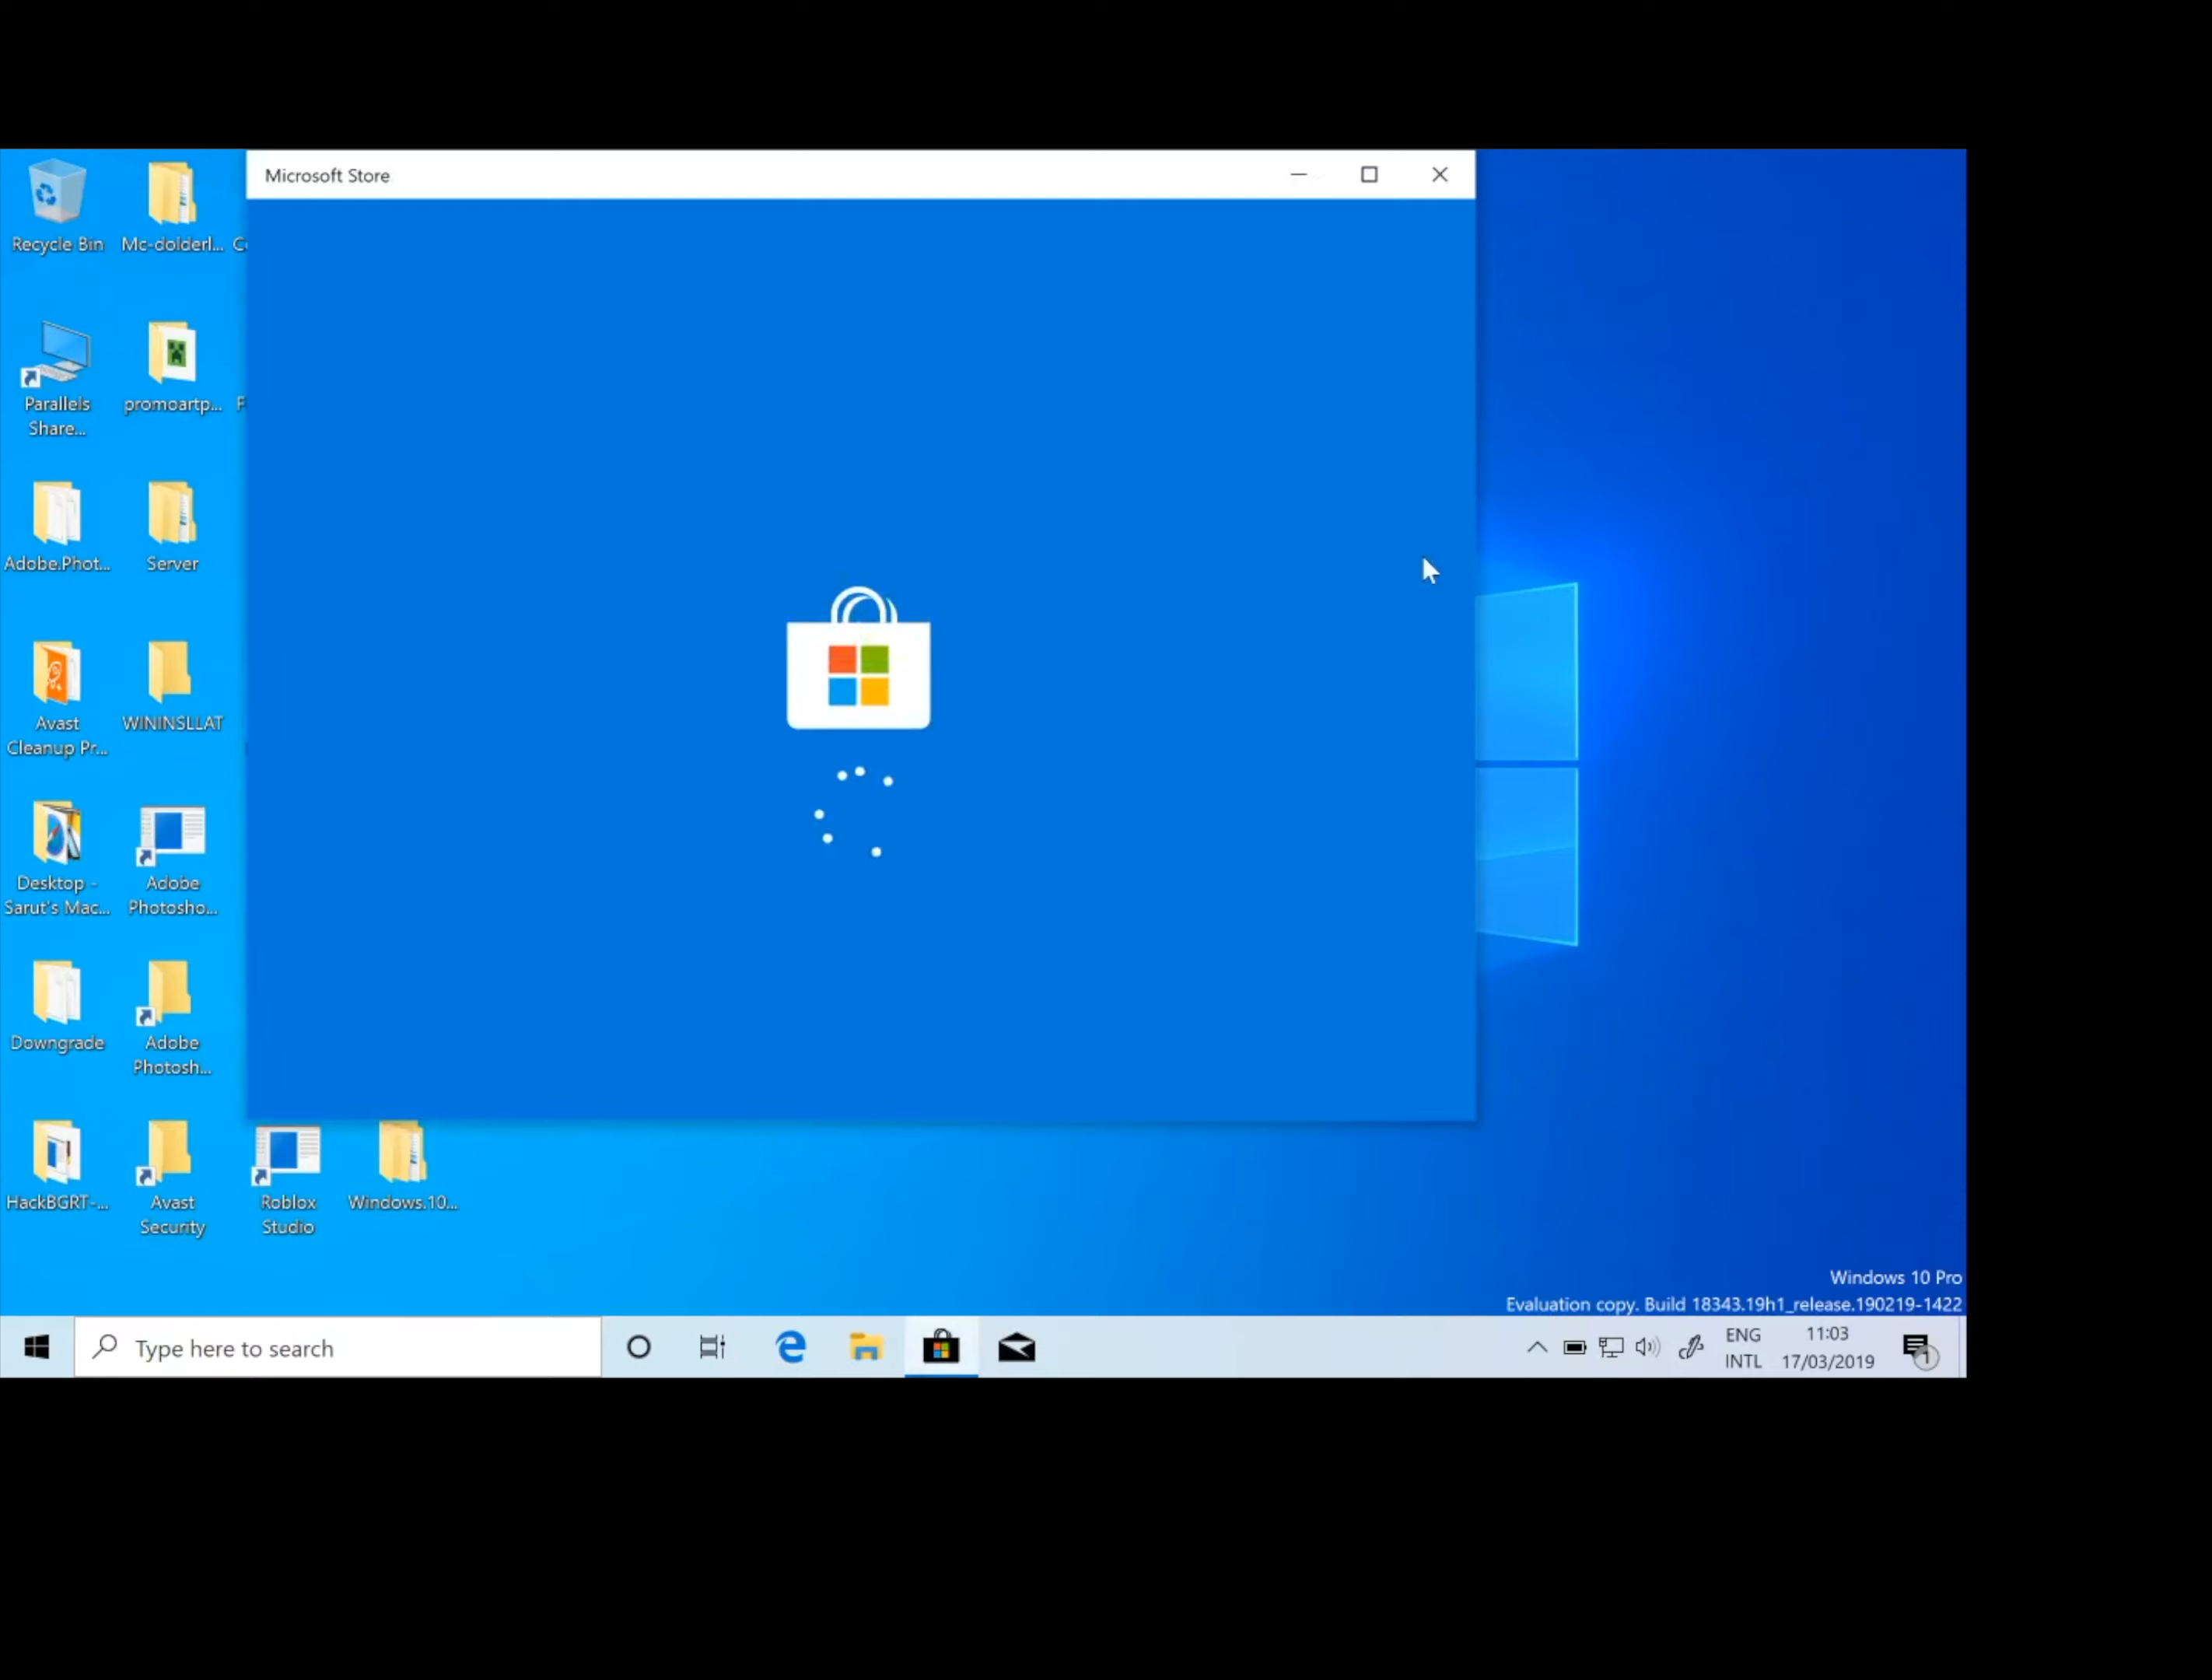 Microsoft Store
Recycle Bin
Mc-dolderl...
Parallels
Share...
promoartp...
Adobe.Phot...
Server
Avast
Cleanup Pr...
WININSLLAT
Desktop -
Sarut's Mac...
Adobe
Photosho...
Downgrade
Adobe
Photosh...
HackBGRT-...
Avast
Security
Roblox
Studio
Windows.10...
Windows 10 Pro
Evaluation copy. Build 18343.19h1_release.190219-1422
Type here to search
ENG
INTL
11:03
17/03/2019
1